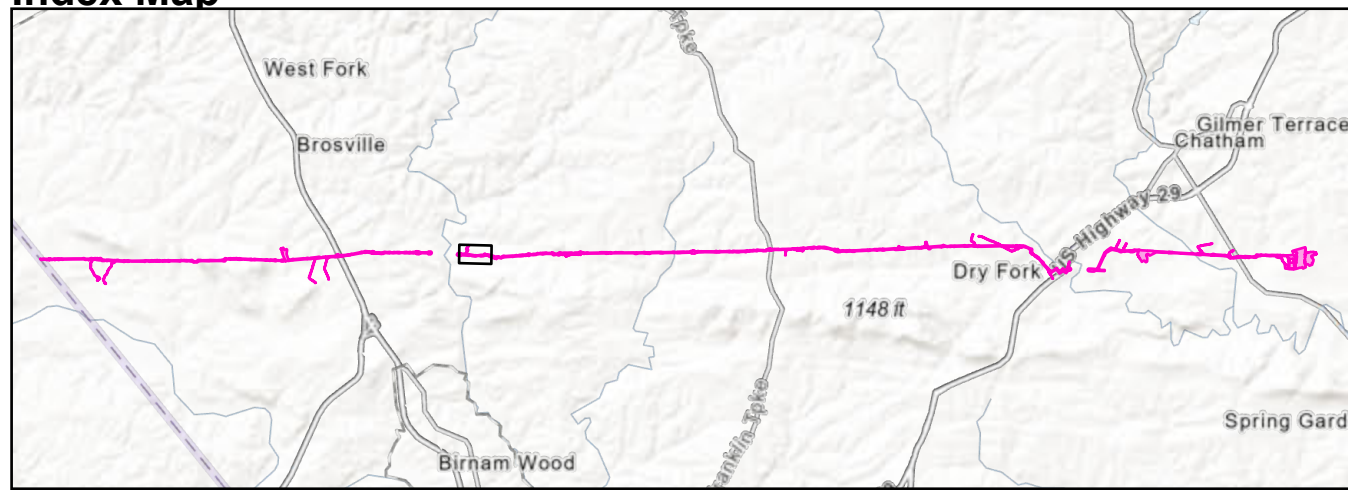 Index Map
West Fork
Brosville
Gilmer Terrace
Chatham
US Highway 29
Dry Fork
1148 ft
Spring Gard
Birnam Wood